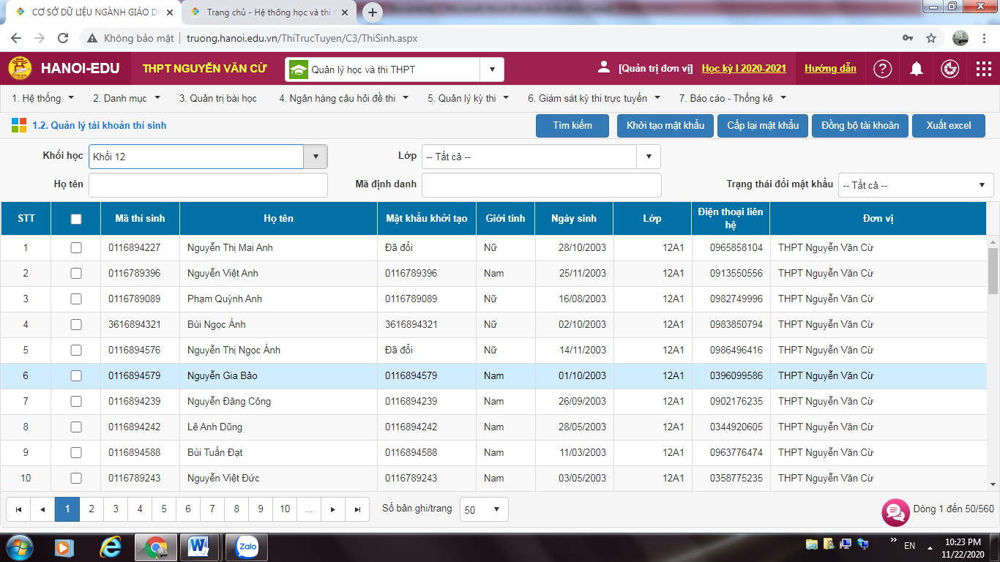 CƠ SỞ DỮ LIỆU NGÀNH GIÁO D
Trang chủ - Hệ thống học và thi
Không bảo mật | truong.hanoi.edu.vn/ThiTrucTuyen/C3/ThiSinh.aspx
HANOI-EDU THPT NGUYỄN VĂN CỪ Quản lý học và thi THPT [Quản trị đơn vị] Học kỳ I 2020-2021 Hướng dẫn
1. Hệ thống 2. Danh mục 3. Quản trị bài học 4. Ngân hàng câu hỏi đề thi 5. Quản lý kỳ thi 6. Giám sát kỳ thi trực tuyến 7. Báo cáo - Thống kê
1.2. Quản lý tài khoản thí sinh Tìm kiếm Khởi tạo mật khẩu Cấp lại mật khẩu Đồng bộ tài khoản Xuất excel
Khối học Khối 12 Lớp -- Tất cả --
Họ tên Mã định danh Trạng thái đổi mật khẩu -- Tất cả --
STT Mã thí sinh Họ tên Mật khẩu khởi tạo Giới tính Ngày sinh Lớp Điện thoại liên hệ Đơn vị
1 0116894227 Nguyễn Thị Mai Anh Đã đổi Nữ 28/10/2003 12A1 0965858104 THPT Nguyễn Văn Cừ
2 0116789396 Nguyễn Việt Anh 0116789396 Nam 25/11/2003 12A1 0913550556 THPT Nguyễn Văn Cừ
3 0116789089 Phạm Quỳnh Anh 0116789089 Nữ 16/08/2003 12A1 0982749996 THPT Nguyễn Văn Cừ
4 3616894321 Bùi Ngọc Ánh 3616894321 Nữ 02/10/2003 12A1 0983850794 THPT Nguyễn Văn Cừ
5 0116894576 Nguyễn Thị Ngọc Ánh Đã đổi Nữ 14/11/2003 12A1 0986496416 THPT Nguyễn Văn Cừ
6 0116894579 Nguyễn Gia Bảo 0116894579 Nam 01/10/2003 12A1 0396099586 THPT Nguyễn Văn Cừ
7 0116894239 Nguyễn Đăng Công 0116894239 Nam 26/09/2003 12A1 0902176235 THPT Nguyễn Văn Cừ
8 0116894242 Lê Anh Dũng 0116894242 Nam 28/05/2003 12A1 0344920605 THPT Nguyễn Văn Cừ
9 0116894588 Bùi Tuấn Đạt 0116894588 Nam 11/03/2003 12A1 0963776474 THPT Nguyễn Văn Cừ
10 0116789243 Nguyễn Việt Đức 0116789243 Nam 03/05/2003 12A1 0358775235 THPT Nguyễn Văn Cừ
1 2 3 4 5 6 7 8 9 10 ... Số bản ghi/trang 50 Dòng 1 đến 50/560
Zalo EN 10:23 PM
11/22/2020